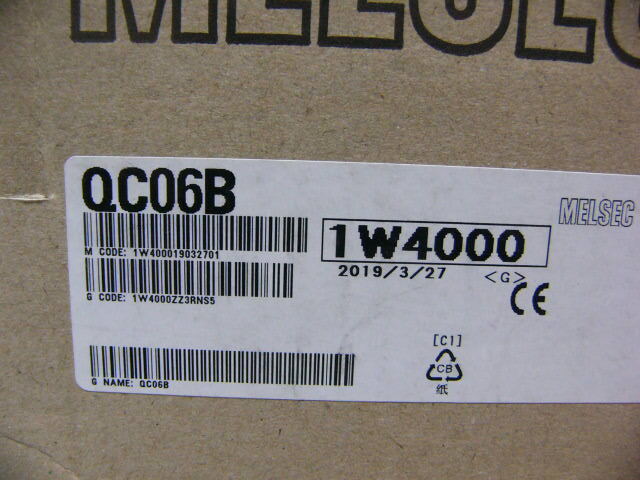 MELSEC
QC06B
MELSEC
M CODE: 1W400019032701
1W4000
2019/3/27 <G>
G CODE: 1W4000ZZ3RNS5
CE
[C1]
CB
紙
G NAME: QC06B